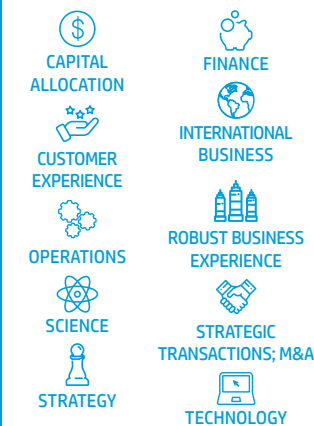 CAPITAL
ALLOCATION
FINANCE
CUSTOMER
EXPERIENCE
INTERNATIONAL
BUSINESS
OPERATIONS
ROBUST BUSINESS
EXPERIENCE
SCIENCE
STRATEGIC
TRANSACTIONS; M&A
STRATEGY
TECHNOLOGY